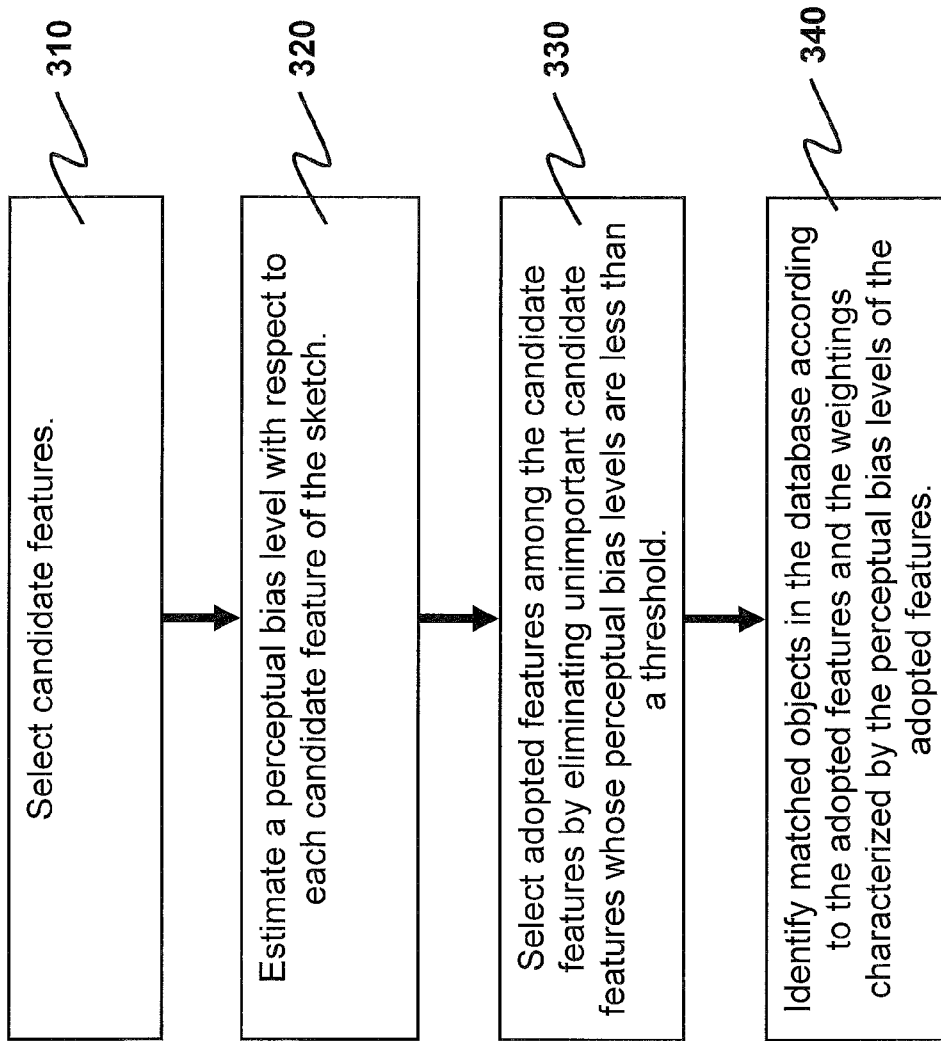 310
Select candidate features.
320
Estimate a perceptual bias level with respect to
each candidate feature of the sketch.
330
Select adopted features among the candidate
features by eliminating unimportant candidate
features whose perceptual bias levels are less than
a threshold.
340
Identify matched objects in the database according
to the adopted features and the weightings
characterized by the perceptual bias levels of the
adopted features.